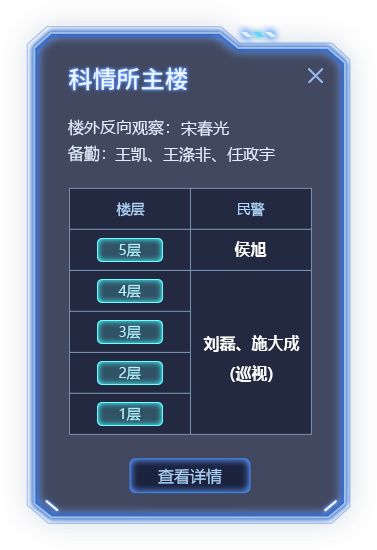 科情所主楼
楼外反向观察：宋春光
备勤：王凯、王涤非、任政宇
楼层 民警
5层 侯旭
4层
3层
刘磊、施大成
(巡视)
2层
1层
查看详情